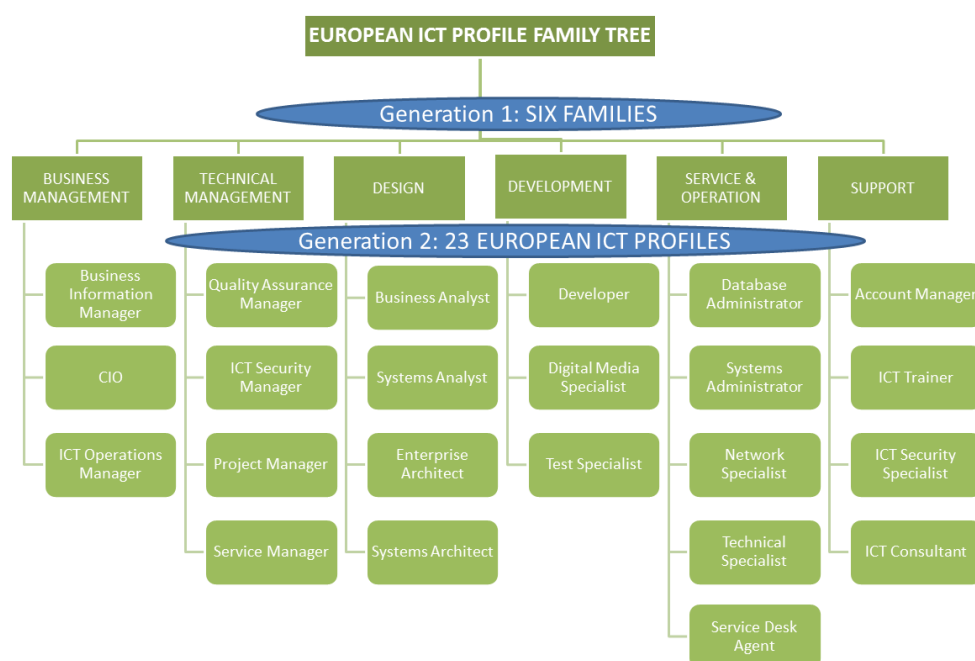 EUROPEAN ICT PROFILE FAMILY TREE
Generation 1: SIX FAMILIES
BUSINESS
MANAGEMENT
TECHNICAL
MANAGEMENT
DESIGN
DEVELOPMENT
SERVICE &
OPERATION
SUPPORT
Generation 2: 23 EUROPEAN ICT PROFILES
Business
Information
Manager
CIO
ICT Operations
Manager
Quality Assurance
Manager
ICT Security
Manager
Project Manager
Service Manager
Business Analyst
Systems Analyst
Enterprise
Architect
Systems Architect
Developer
Digital Media
Specialist
Test Specialist
Database
Administrator
Systems
Administrator
Network
Specialist
Technical
Specialist
Service Desk
Agent
Account Manager
ICT Trainer
ICT Security
Specialist
ICT Consultant